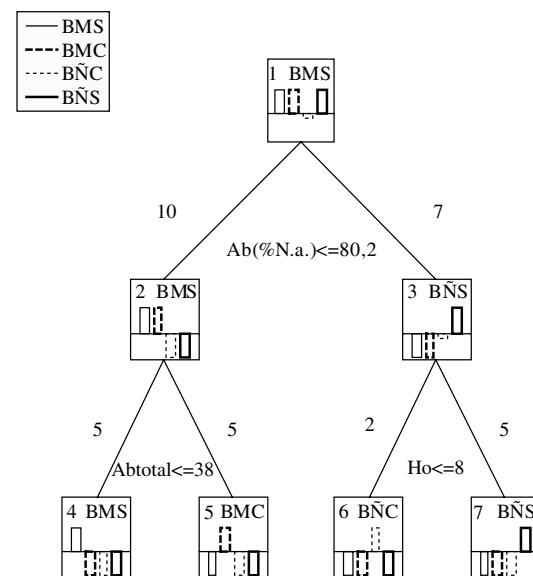 BMS
BMC
BÑC
BÑS
1 BMS
10
7
Ab(%N.a.)<=80,2
2 BMS
3 BÑS
5
5
2
5
Abtotal<=38
Ho<=8
4 BMS
5 BMC
6 BÑC
7 BÑS